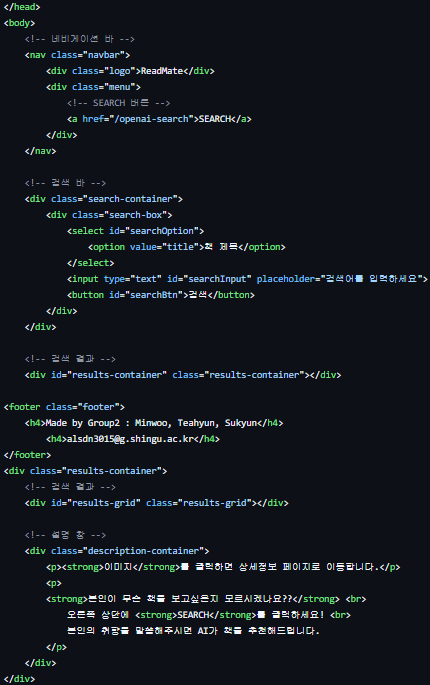 </head>
<body>
<!-- 네비게이션 바 -->
<nav class="navbar">
<div class="logo">ReadMate</div>
<div class="menu">
<!-- SEARCH 버튼 -->
<a href="/openai-search">SEARCH</a>
</div>
</nav>
<!-- 검색 바 -->
<div class="search-container">
<div class="search-box">
<select id="searchOption">
<option value="title">책 제목</option>
</select>
<input type="text" id="searchInput" placeholder="검색어를 입력하세요">
<button id="searchBtn">검색</button>
</div>
</div>
<!-- 검색 결과 -->
<div id="results-container" class="results-container"></div>
<footer class="footer">
<h4>Made by Group2 : Minwoo, Teahyun, Sukyun</h4>
<h4>alsdn3015@g.shingu.ac.kr</h4>
</footer>
<div class="results-container">
<!-- 검색 결과 -->
<div id="results-grid" class="results-grid"></div>
<!-- 설명 창 -->
<div class="description-container">
<p><strong>이미지</strong>를 클릭하면 상세정보 페이지로 이동합니다.</p>
<p>
<strong>본인이 무슨 책을 보고싶은지 모르시겠나요??</strong> <br>
오른쪽 상단에 <strong>SEARCH</strong>를 클릭하세요! <br>
본인의 취향을 말씀해주시면 AI가 책을 추천해드립니다.
</p>
</div>
</div>